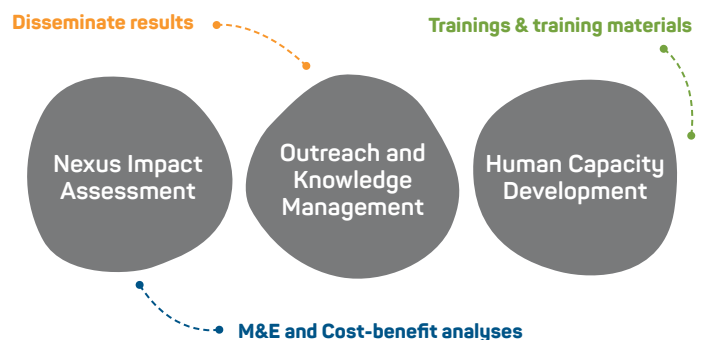 Disseminate results
Trainings & training materials
Nexus Impact
Assessment
Outreach and
Knowledge
Management
Human Capacity
Development
M&E and Cost-benefit analyses